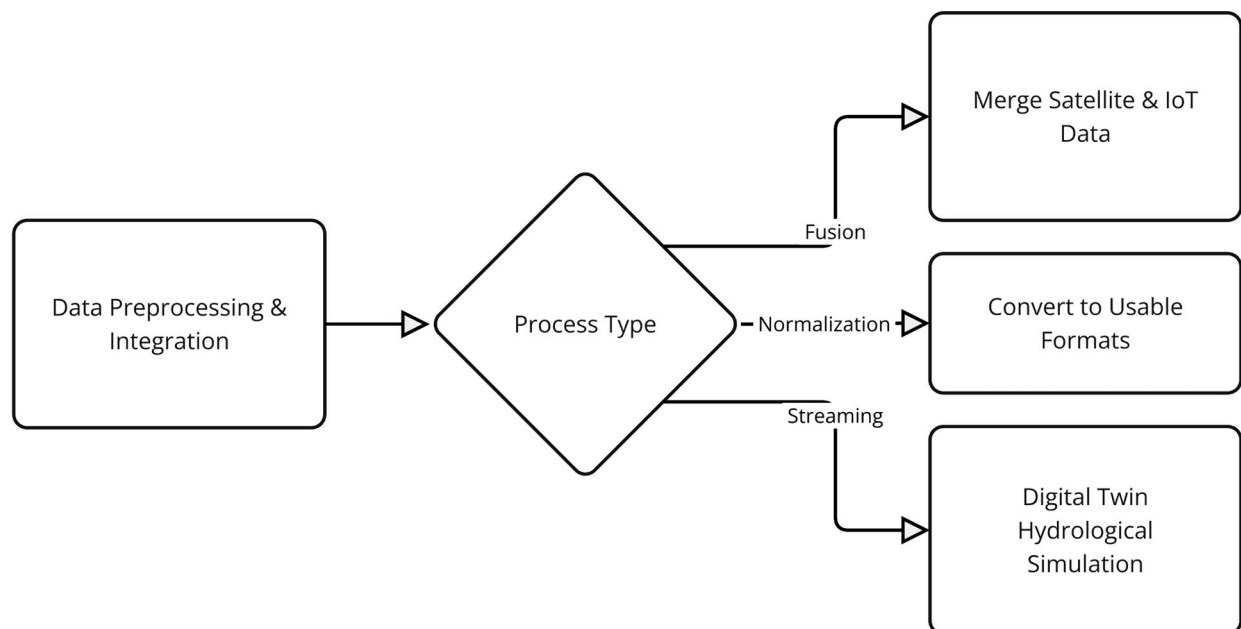 Data Preprocessing &
Integration
Process Type
Fusion
Merge Satellite & IoT
Data
Normalization
Convert to Usable
Formats
Streaming
Digital Twin
Hydrological
Simulation